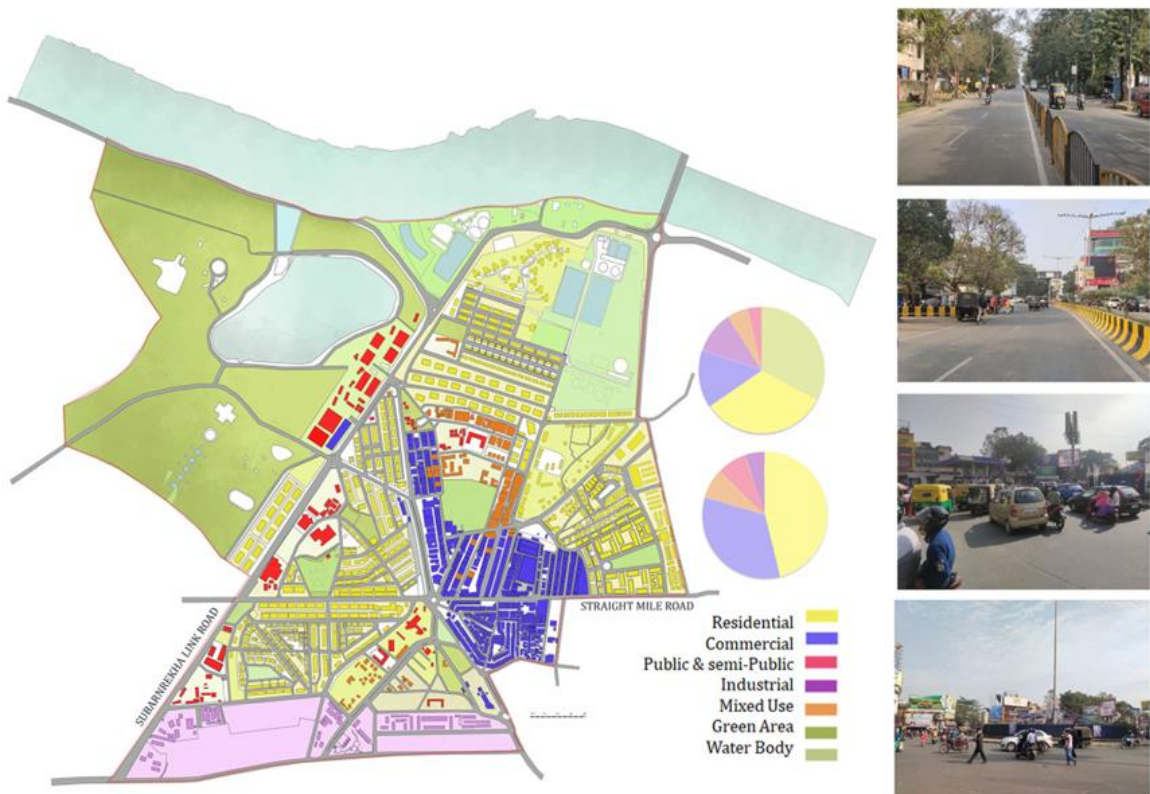 SUBARNREKHA LINK ROAD
STRAIGHT MILE ROAD
Residential
Commercial
Public & semi-Public
Industrial
Mixed Use
Green Area
Water Body